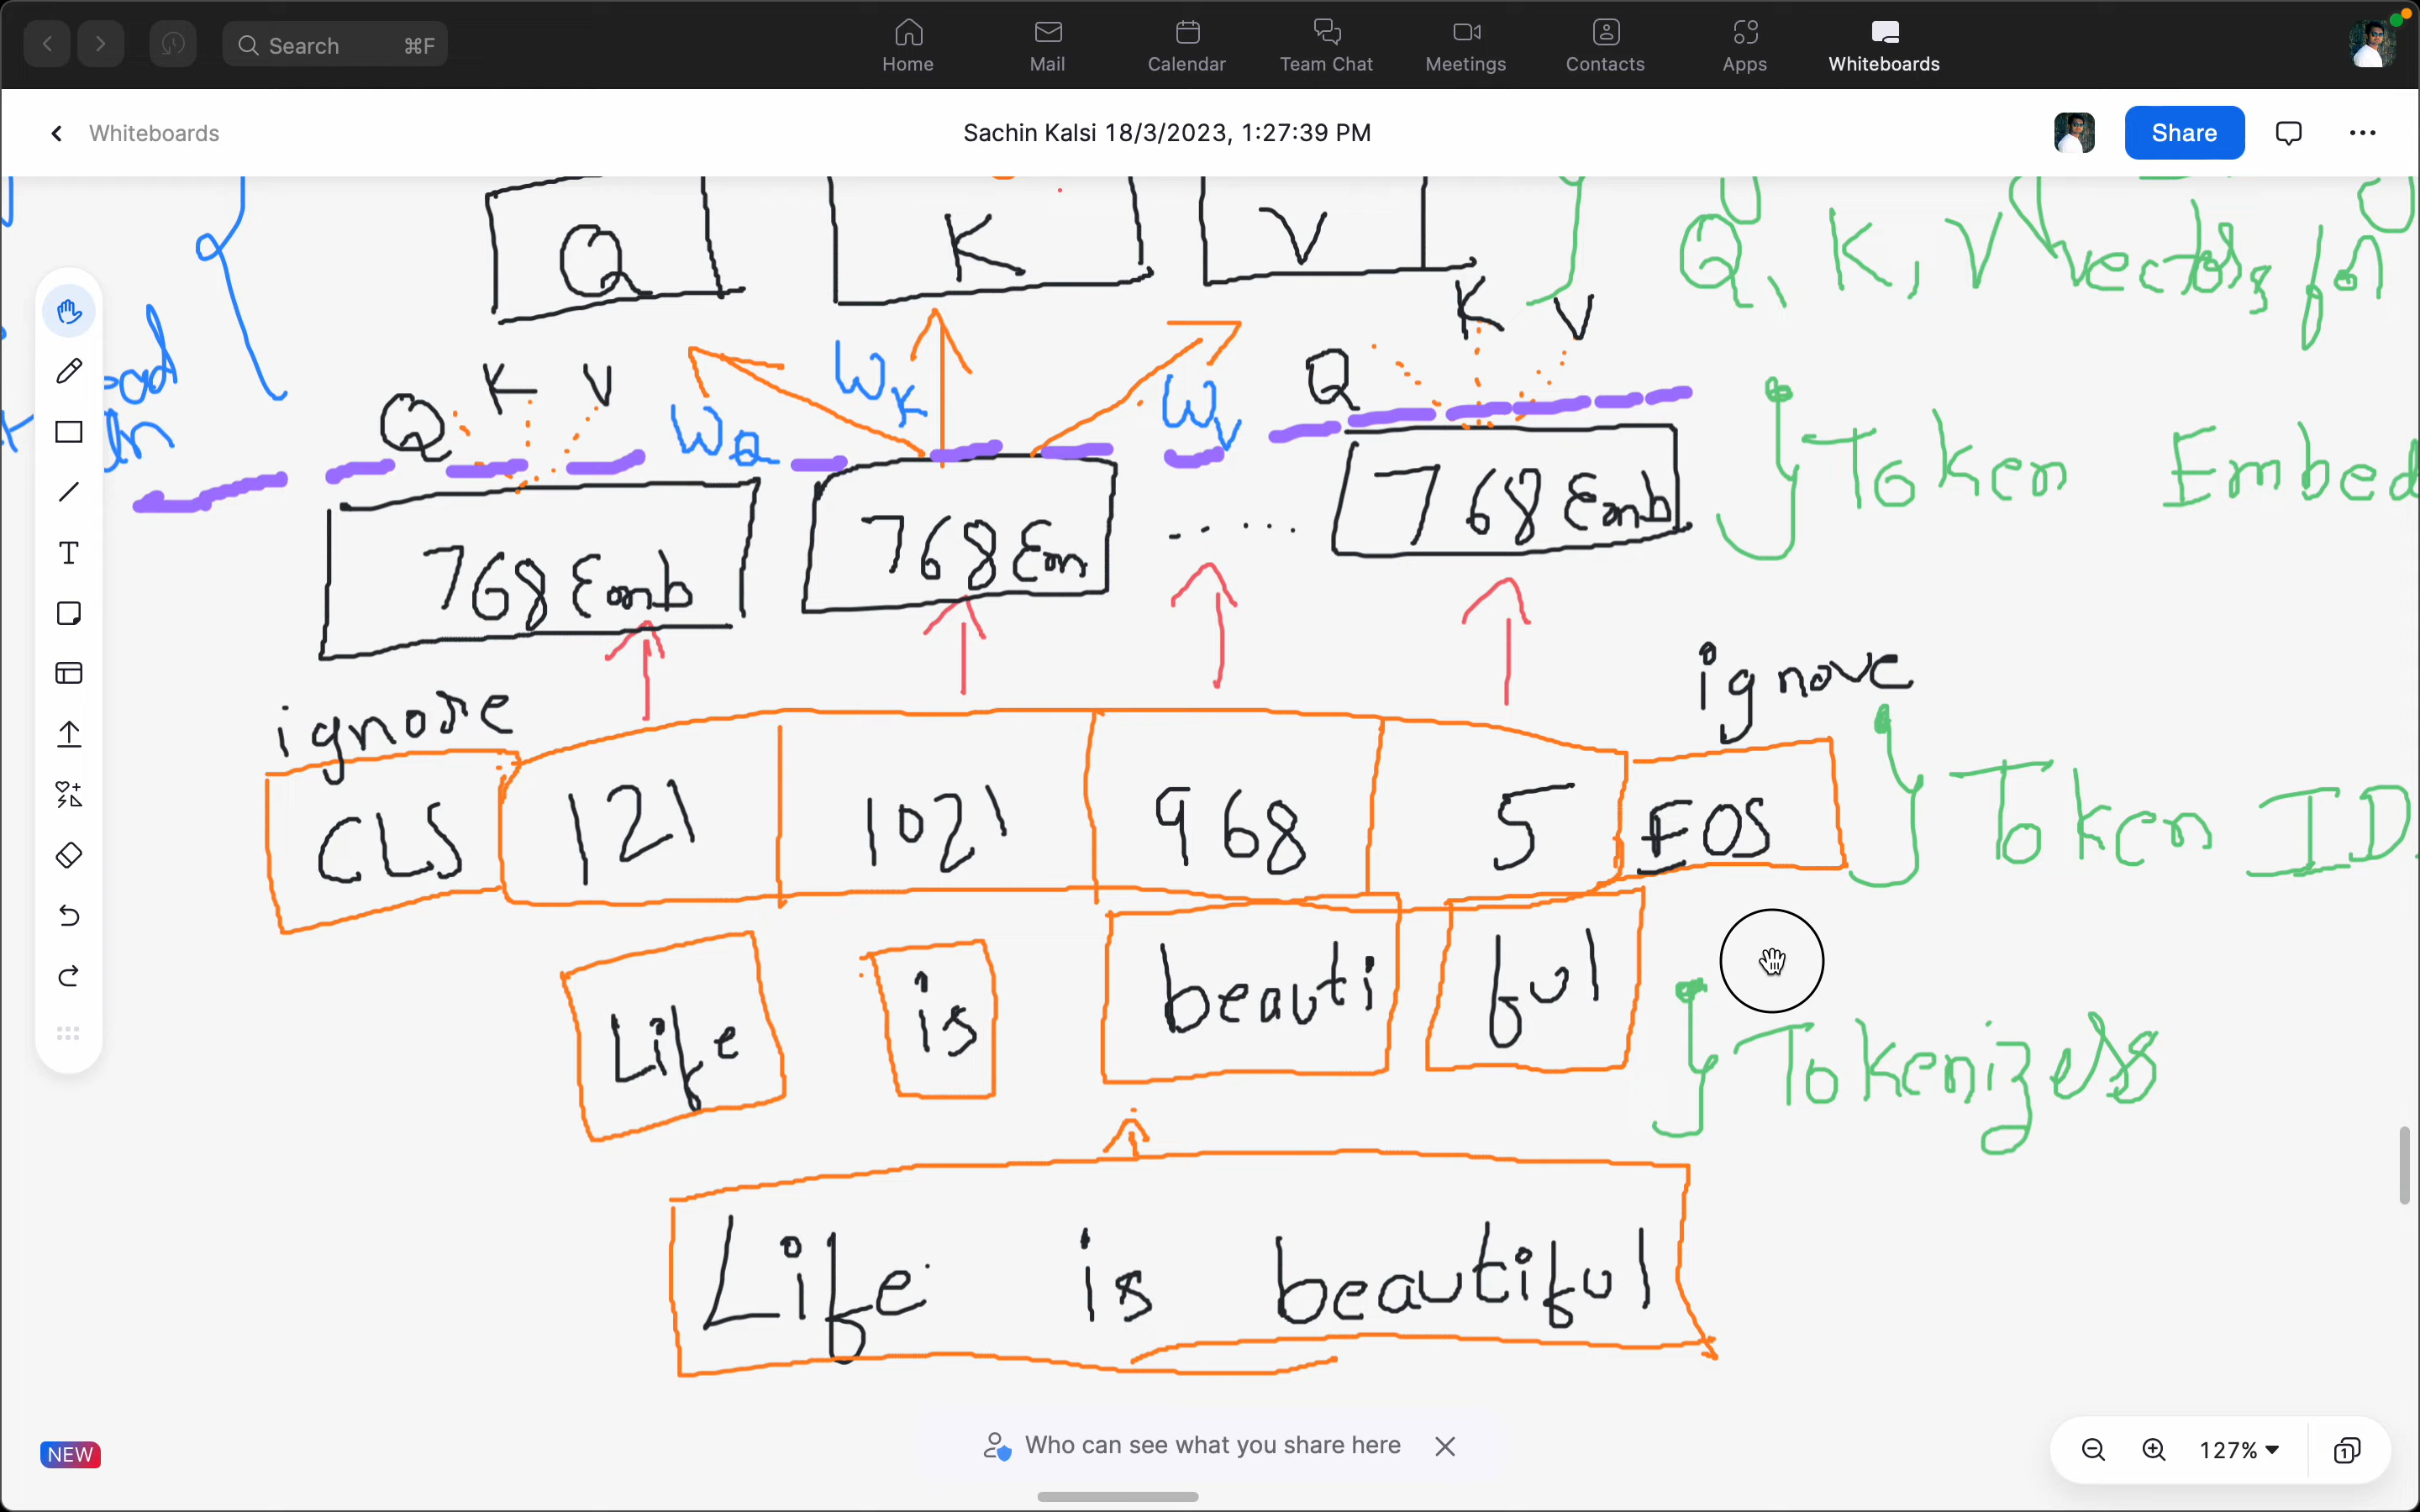 Search ⌘F
Home
Mail
Calendar
Team Chat
Meetings
Contacts
Apps
Whiteboards
Whiteboards
Sachin Kalsi 18/3/2023, 1:27:39 PM
Share
Q K V
Q, K, V Vectors for
K V
Q
Q K V
WQ WK WV
Token Embed
768 Emb 768 Em ...... 768 Emb
ignore
ignore
CLS 121 1021 968 5 EOS
Token ID
Life is beauti ful
Tokenizers
Life is beautiful
Who can see what you share here
NEW
127%
1